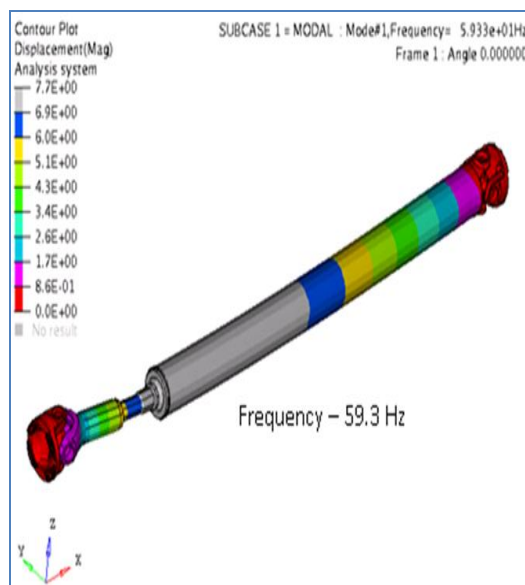 Contour Plot
Displacement(Mag)
Analysis system
SUBCASE 1 = MODAL : Mode#1,Frequency= 5.933e+01Hz
Frame 1 : Angle 0.000000
7.7E+00
6.9E+00
6.0E+00
5.1E+00
4.3E+00
3.4E+00
2.6E+00
1.7E+00
8.6E-01
0.0E+00
No result
Frequency – 59.3 Hz
Z
Y
X